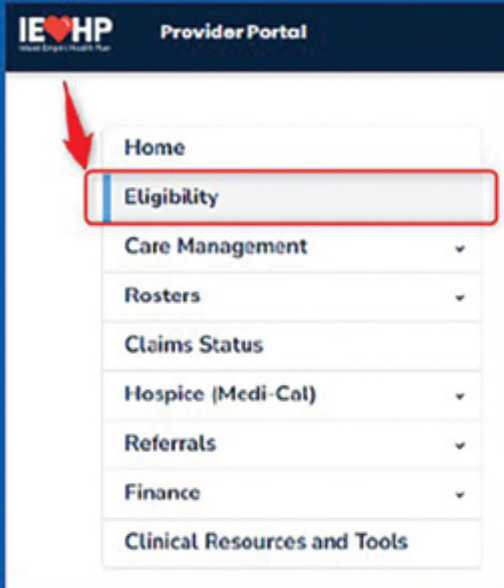 IEHP Provider Portal
Inland Empire Health Plan
Home
Eligibility
Care Management
Rosters
Claims Status
Hospice (Medi-Cal)
Referrals
Finance
Clinical Resources and Tools